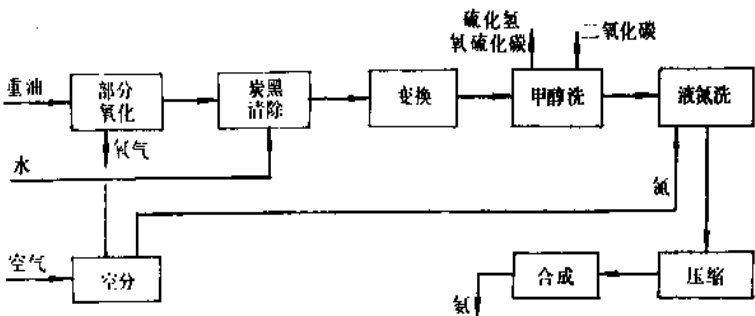 硫化氢
氧硫化碳
二氧化碳
重油
部分
氧化
炭黑
清除
变换
甲醇洗
液氮洗
氧气
水
氮
空气
空分
合成
压缩
氨